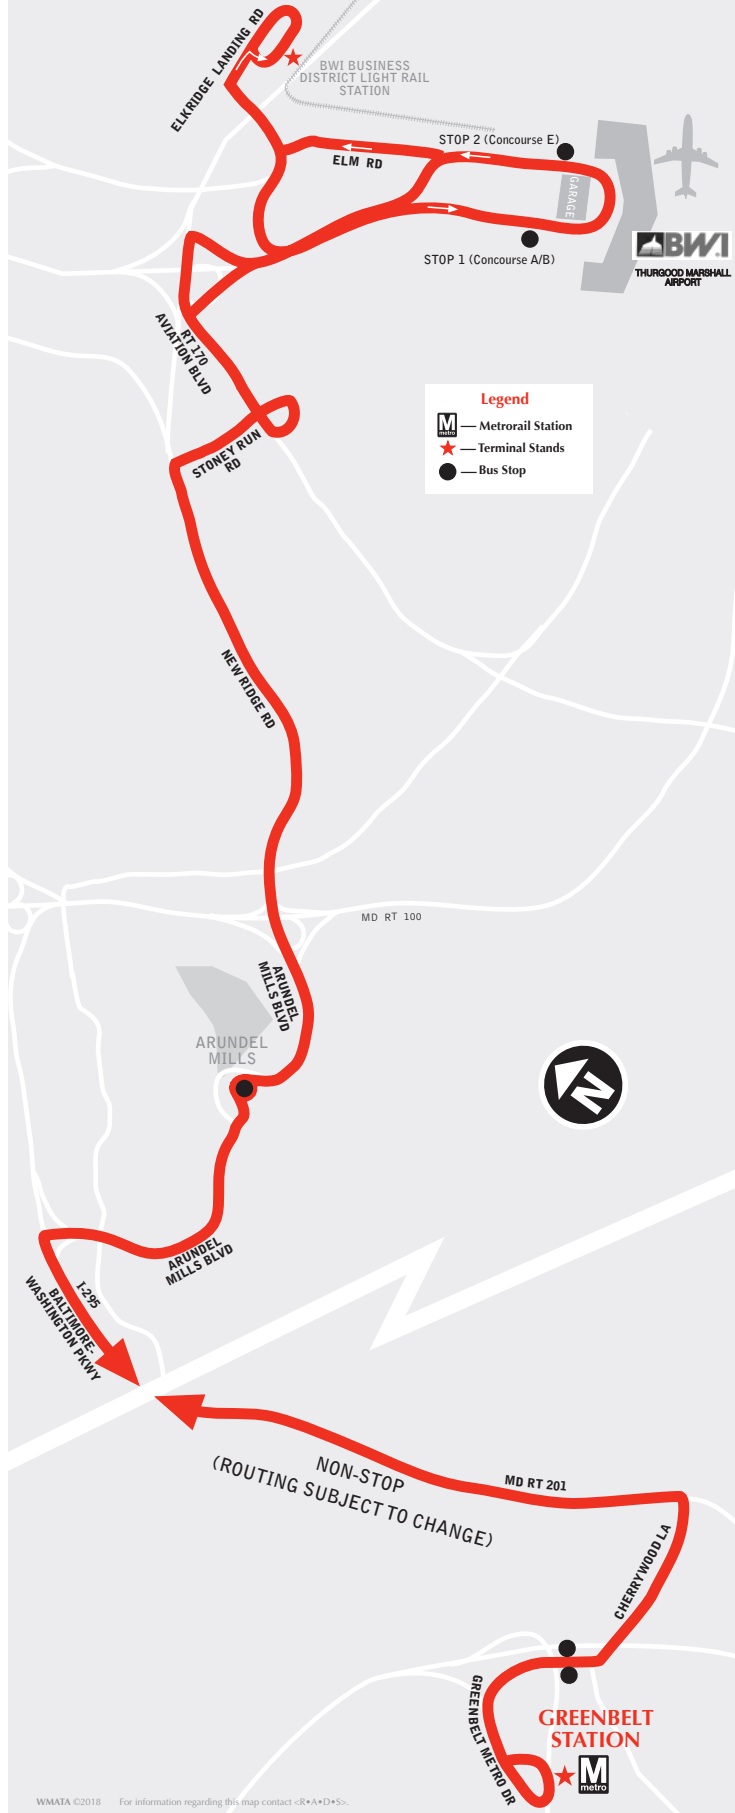 ELKRIDGE LANDING RD
BWI BUSINESS
DISTRICT LIGHT RAIL
STATION
STOP 2 (Concourse E)
ELM RD
GARAGE
STOP 1 (Concourse A/B)
BWI
THURGOOD MARSHALL
AIRPORT
RT 170
AVIATION BLVD
Legend
M
metro
— Metrorail Station
— Terminal Stands
— Bus Stop
STONEY RUN
RD
NEW RIDGE RD
MD RT 100
ARUNDEL
MILLS BLVD
ARUNDEL
MILLS
N
ARUNDEL
MILLS BLVD
I-295
BALTIMORE-
WASHINGTON PKWY
NON-STOP
(ROUTING SUBJECT TO CHANGE)
MD RT 201
CHERRYWOOD LA
GREENBELT METRO DR
GREENBELT
STATION
M
metro
WMATA ©2018 For information regarding this map contact <R•A•D•S>.